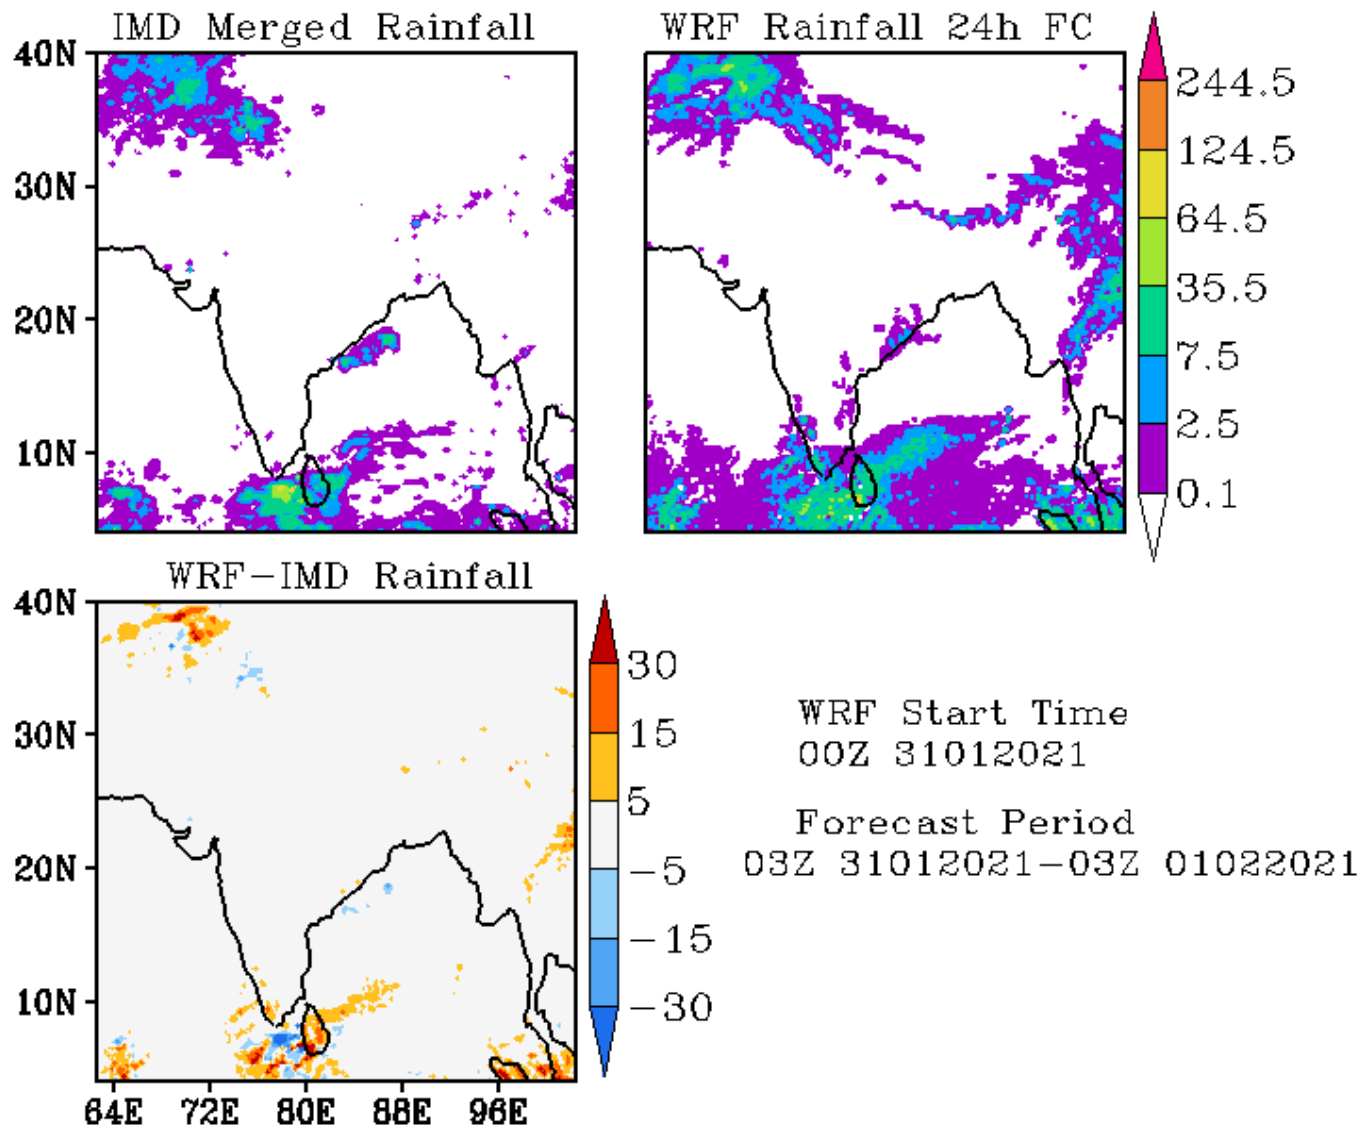 IMD Merged Rainfall
WRF Rainfall 24h FC
40N
30N
20N
10N
244.5
124.5
64.5
35.5
7.5
2.5
0.1
WRF-IMD Rainfall
40N
30N
20N
10N
64E 72E 80E 88E 96E
30
15
5
-5
-15
-30
WRF Start Time
00Z 31012021
Forecast Period
03Z 31012021-03Z 01022021